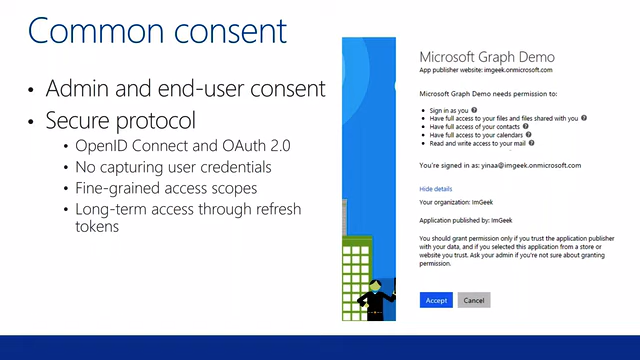 Common consent
• Admin and end-user consent
• Secure protocol
• OpenID Connect and OAuth 2.0
• No capturing user credentials
• Fine-grained access scopes
• Long-term access through refresh
tokens
Microsoft Graph Demo
App publisher website: imgeek.onmicrosoft.com
Microsoft Graph Demo needs permission to:
• Sign in as you ?
• Have full access to your files and files shared with you ?
• Have full access of your contacts ?
• Have full access to your calendars ?
• Read and write access to your mail ?
You're signed in as: yinaa@imgeek.onmicrosoft.com
Hide details
Your organization: ImGeek
Application published by: ImGeek
You should grant permission only if you trust the application publisher
with your data, and if you selected this application from a store or
website you trust. Ask your admin if you're not sure about granting
permission.
Accept Cancel